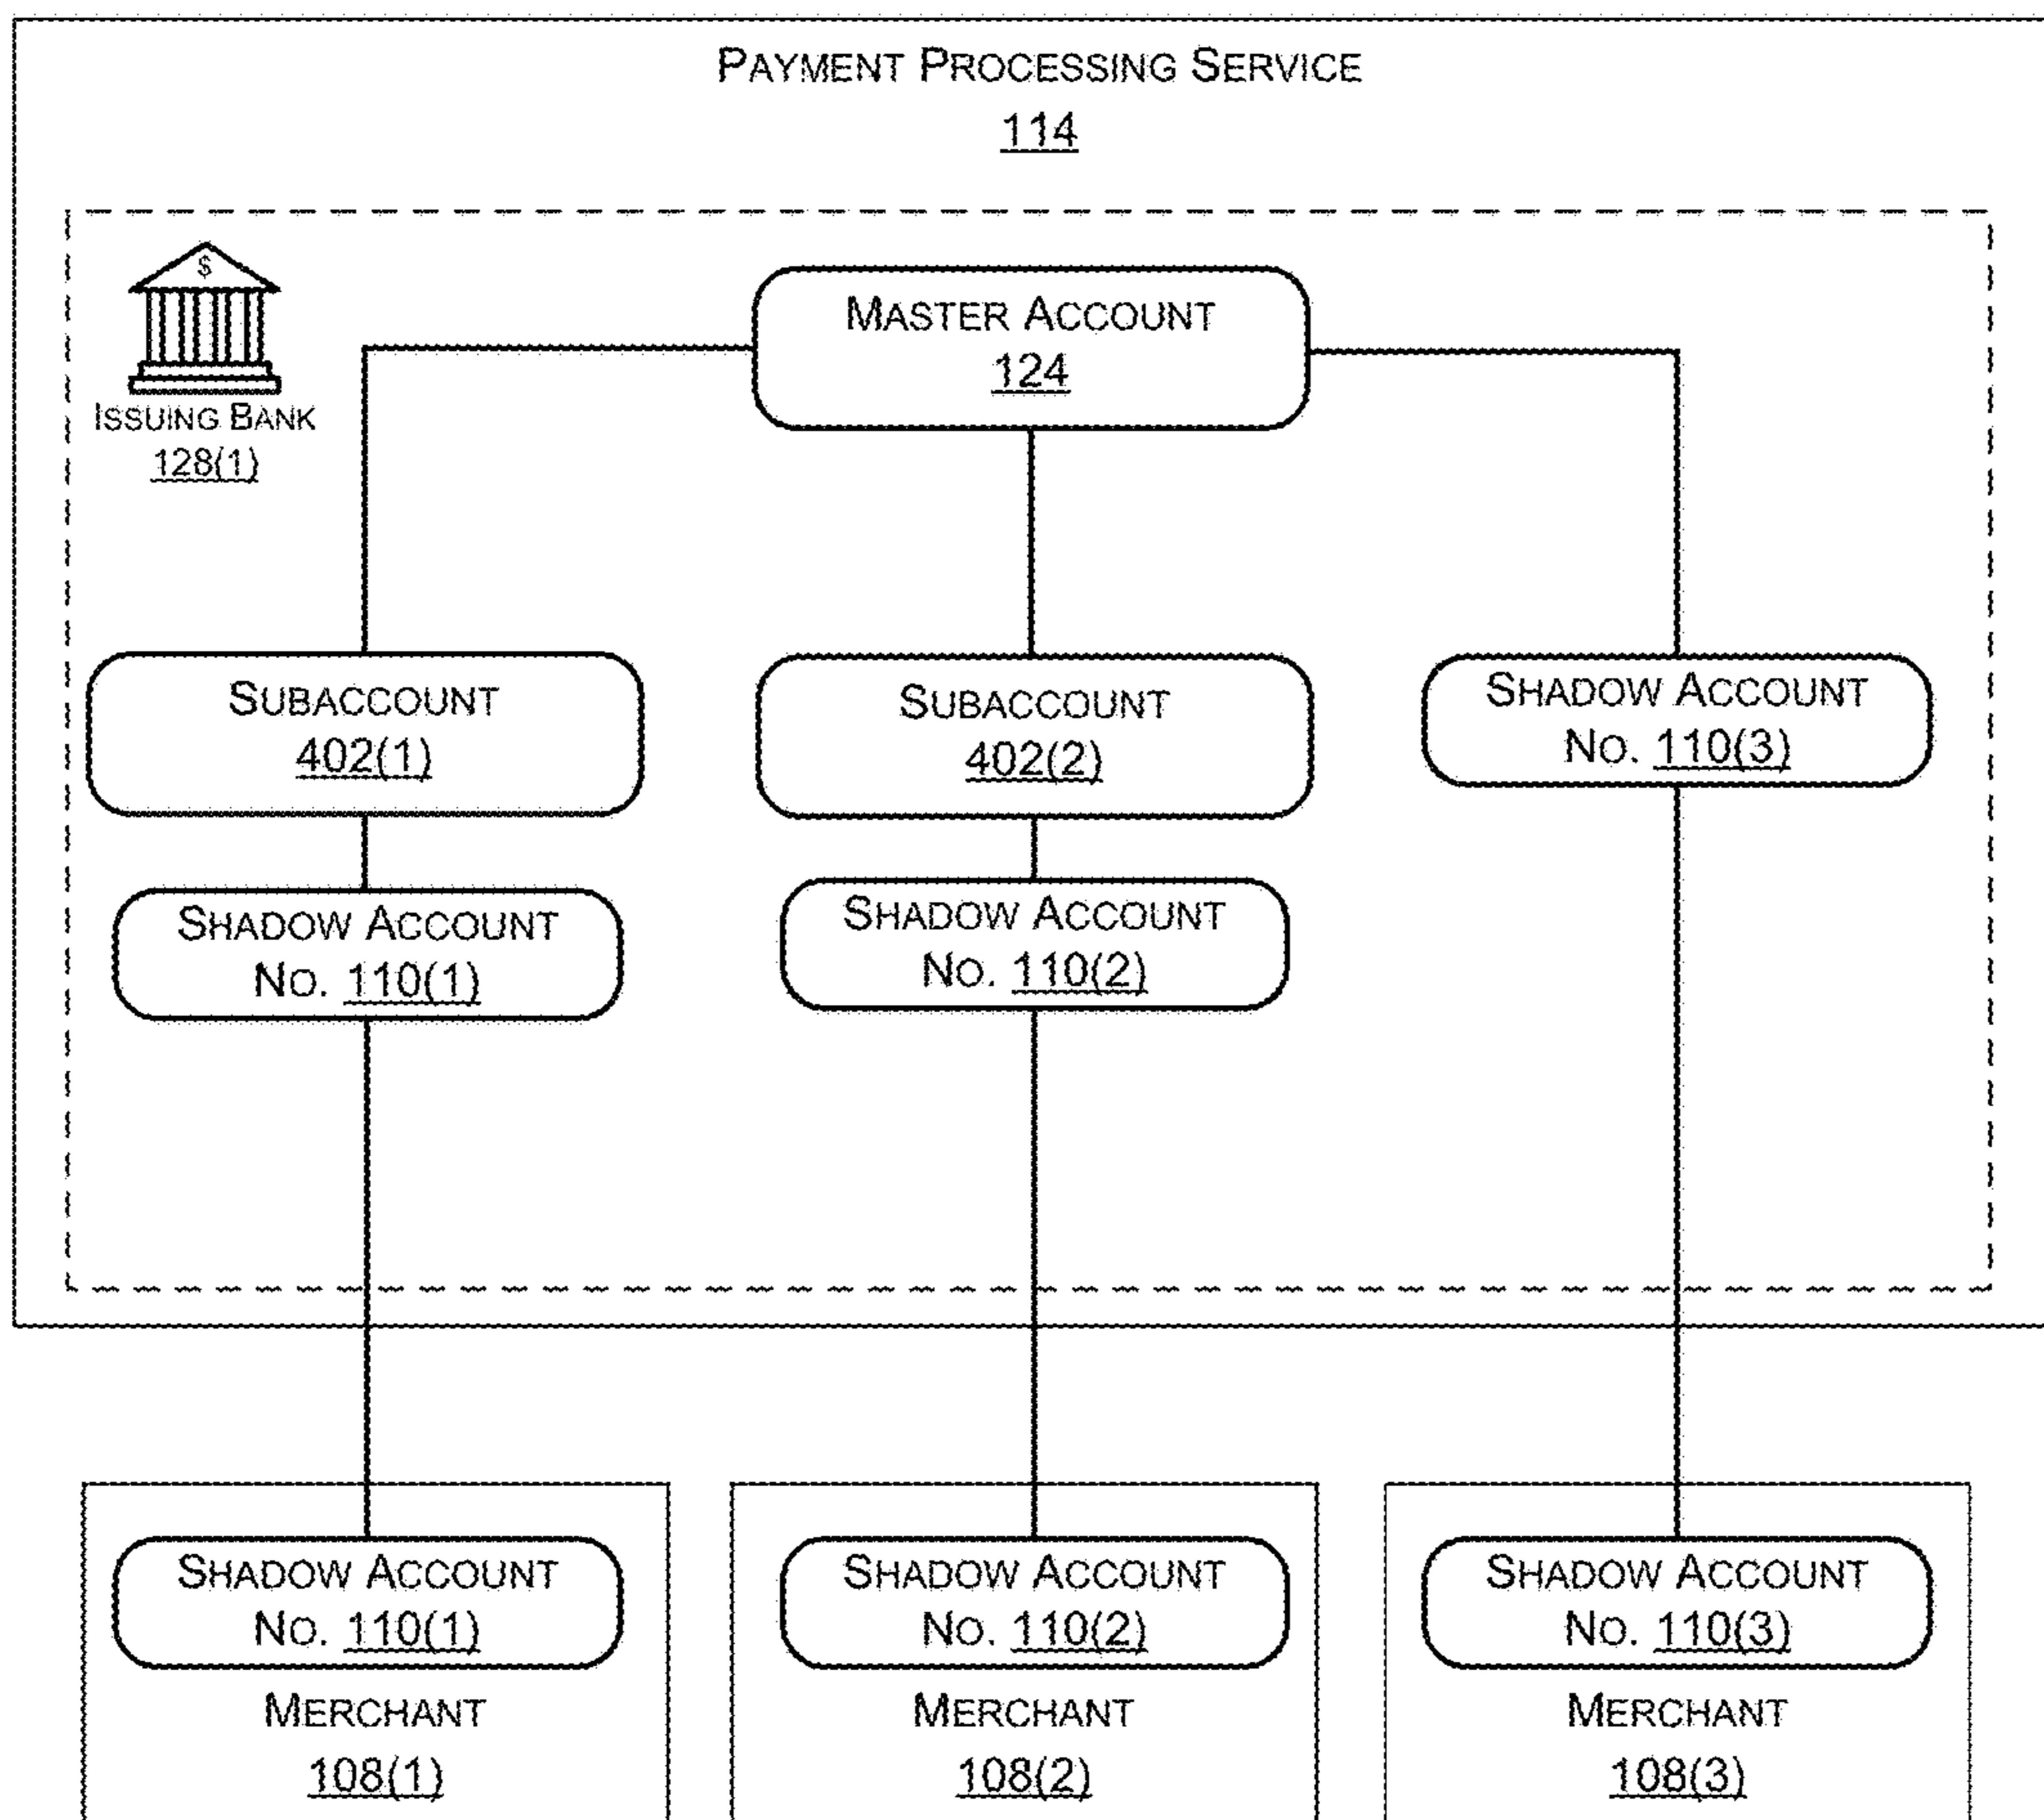 PAYMENT PROCESSING SERVICE
114
$
ISSUING BANK
128(1)
MASTER ACCOUNT
124
SUBACCOUNT
402(1)
SUBACCOUNT
402(2)
SHADOW ACCOUNT
NO. 110(3)
SHADOW ACCOUNT
NO. 110(1)
SHADOW ACCOUNT
NO. 110(2)
SHADOW ACCOUNT
NO. 110(1)
MERCHANT
108(1)
SHADOW ACCOUNT
NO. 110(2)
MERCHANT
108(2)
SHADOW ACCOUNT
NO. 110(3)
MERCHANT
108(3)